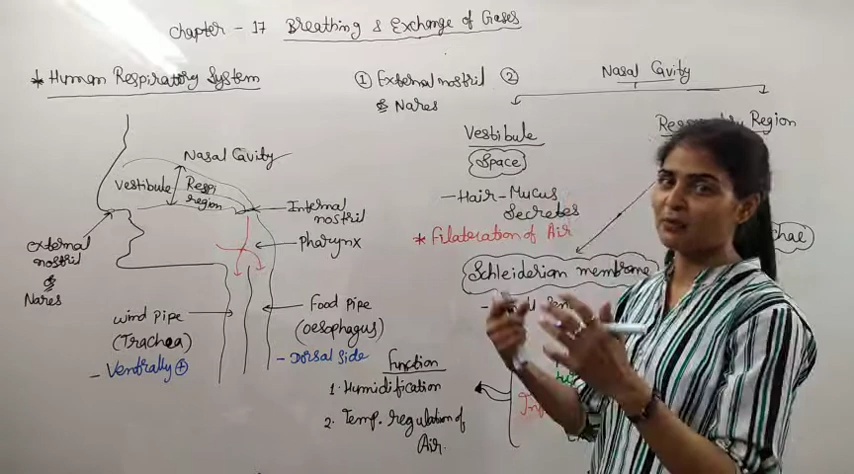 Chapter - 17 Breathing & Exchange of Gases
* Human Respiratory System
Nasal Cavity
Vestibule
Respi
region
Internal
nostril
Pharynx
External
nostril
&
Nares
Wind Pipe
(Trachea)
- Ventrally
Food Pipe
(Oesophagus)
- Dorsal side
① External nostril
& Nares
② Nasal Cavity
Vestibule
Space
- Hair - Mucus
Secretes
* Filateration of Air
Region
Schleiderian membrane
Function
1. Humidification
2. Temp. regulation of
Air.